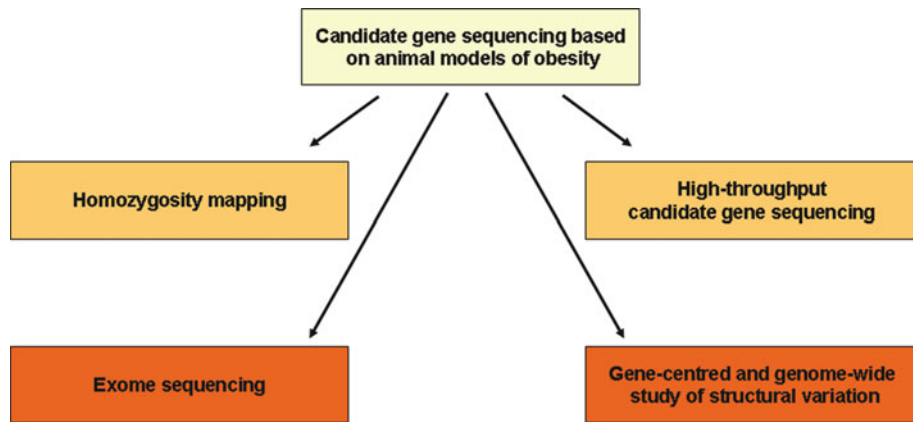 Candidate gene sequencing based
on animal models of obesity
Homozygosity mapping
High-throughput
candidate gene sequencing
Exome sequencing
Gene-centred and genome-wide
study of structural variation